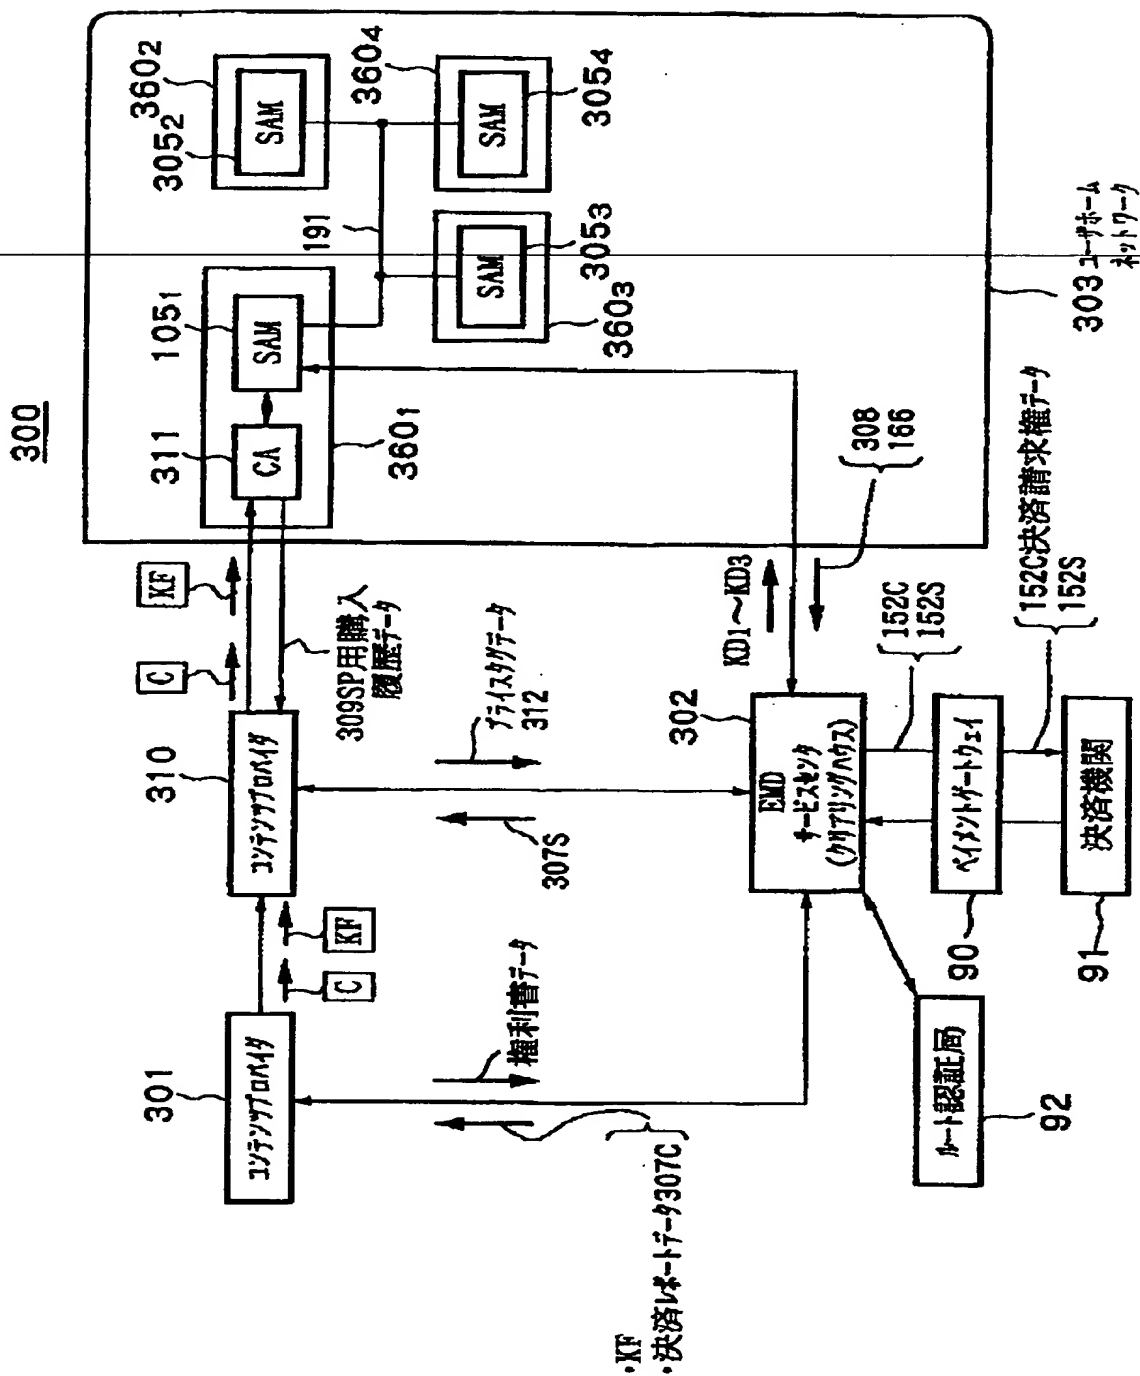 300
301
コンテンツプロバイダ
C
KF
310
コンテンツプロバイダ
C
KF
309SP用購入
履歴データ
311
CA
105₁
SAM
360₁
191
360₂
305₂
SAM
360₃
305₃
SAM
360₄
305₄
SAM
303 ユーザホーム
ネットワーク
権利書データ
・KF
・決済レポートデータ307C
307S
プライスタグデータ
312
KD1～KD3
308
166
302
EMD
サービスセンタ
(クリアリングハウス)
152C
152S
152C決済請求権データ
152S
ペイメントゲートウェイ
90
決済機関
91
ルート認証局
92